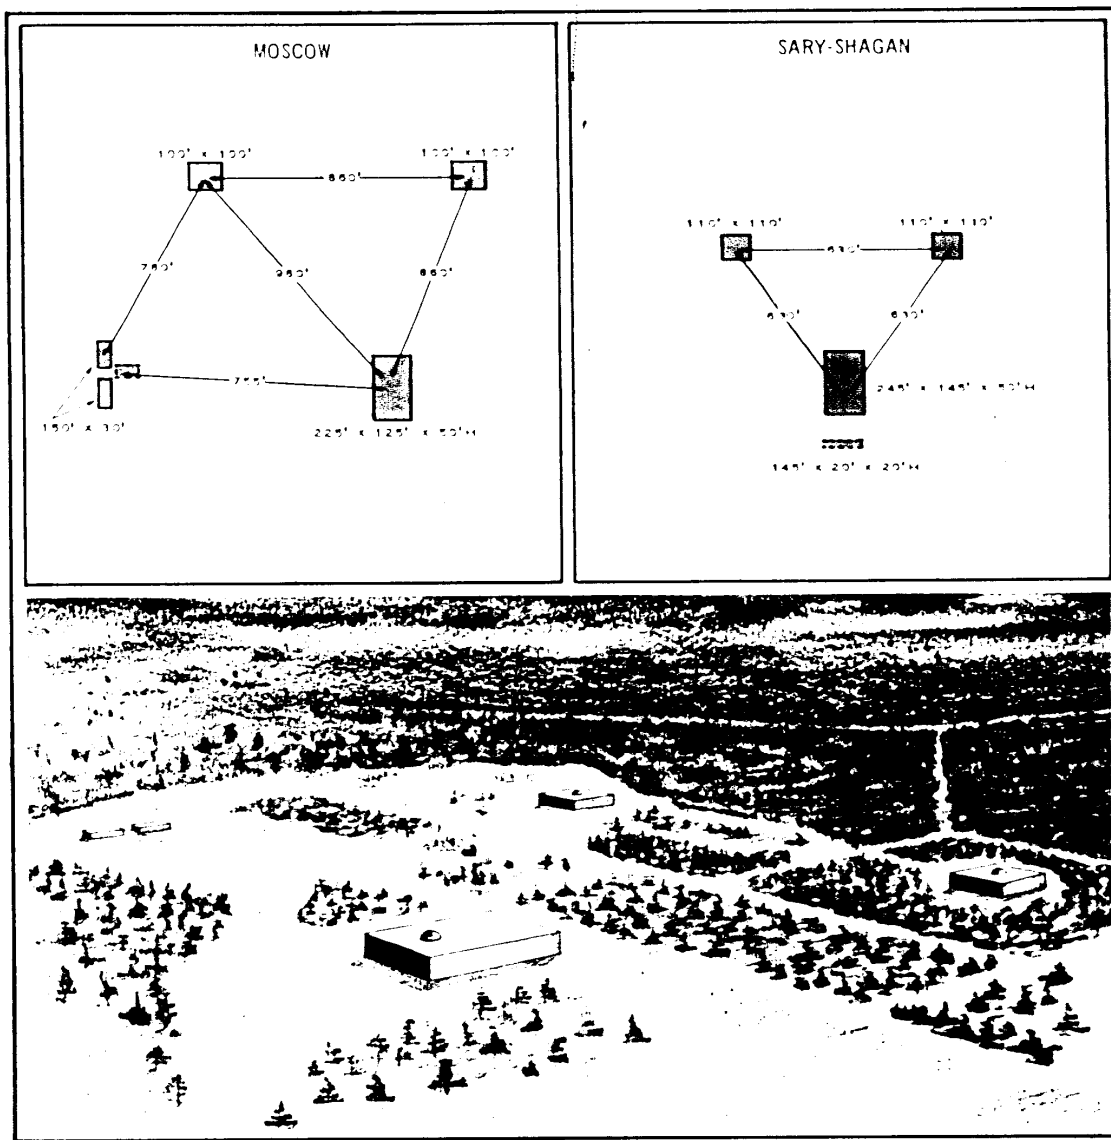 MOSCOW
100' x 100'
100' x 100'
860'
760'
960'
860'
755'
150' x 30'
225' x 125' x 50'H
SARY-SHAGAN
110' x 110'
110' x 110'
630'
630'
630'
245' x 145' x 50'H
145' x 20' x 20'H